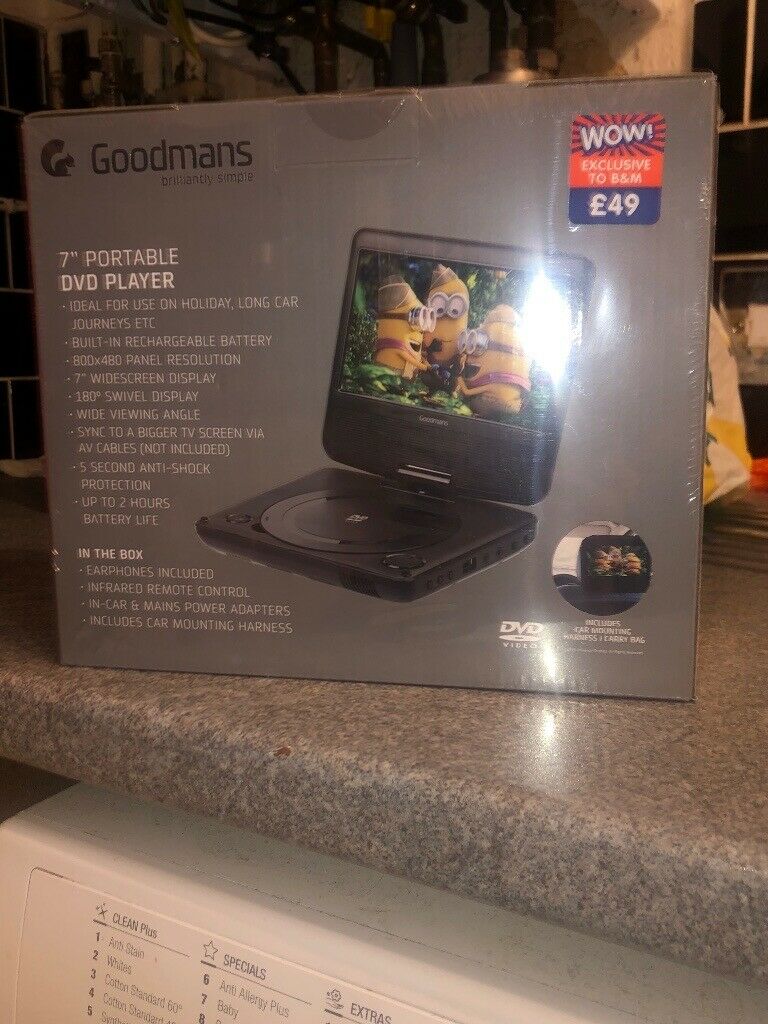 Goodmans
brilliantly simple
WOW!
EXCLUSIVE
TO B&M
£49
7" PORTABLE
DVD PLAYER
· IDEAL FOR USE ON HOLIDAY, LONG CAR
JOURNEYS ETC
· BUILT-IN RECHARGEABLE BATTERY
· 800x480 PANEL RESOLUTION
· 7" WIDESCREEN DISPLAY
· 180° SWIVEL DISPLAY
· WIDE VIEWING ANGLE
· SYNC TO A BIGGER TV SCREEN VIA
AV CABLES (NOT INCLUDED)
· 5 SECOND ANTI-SHOCK
PROTECTION
· UP TO 2 HOURS
BATTERY LIFE
IN THE BOX
· EARPHONES INCLUDED
· INFRARED REMOTE CONTROL
· IN-CAR & MAINS POWER ADAPTERS
· INCLUDES CAR MOUNTING HARNESS
Goodmans
DVD
VIDEO
INCLUDES
CAR MOUNTING
HARNESS / CARRY BAG
CLEAN Plus
1 Anti Stain
2 Whites
3 Cotton Standard 60°
4 Cotton Standard
5
SPECIALS
6 Anti Allergy Plus
7 Baby
8
EXTRAS